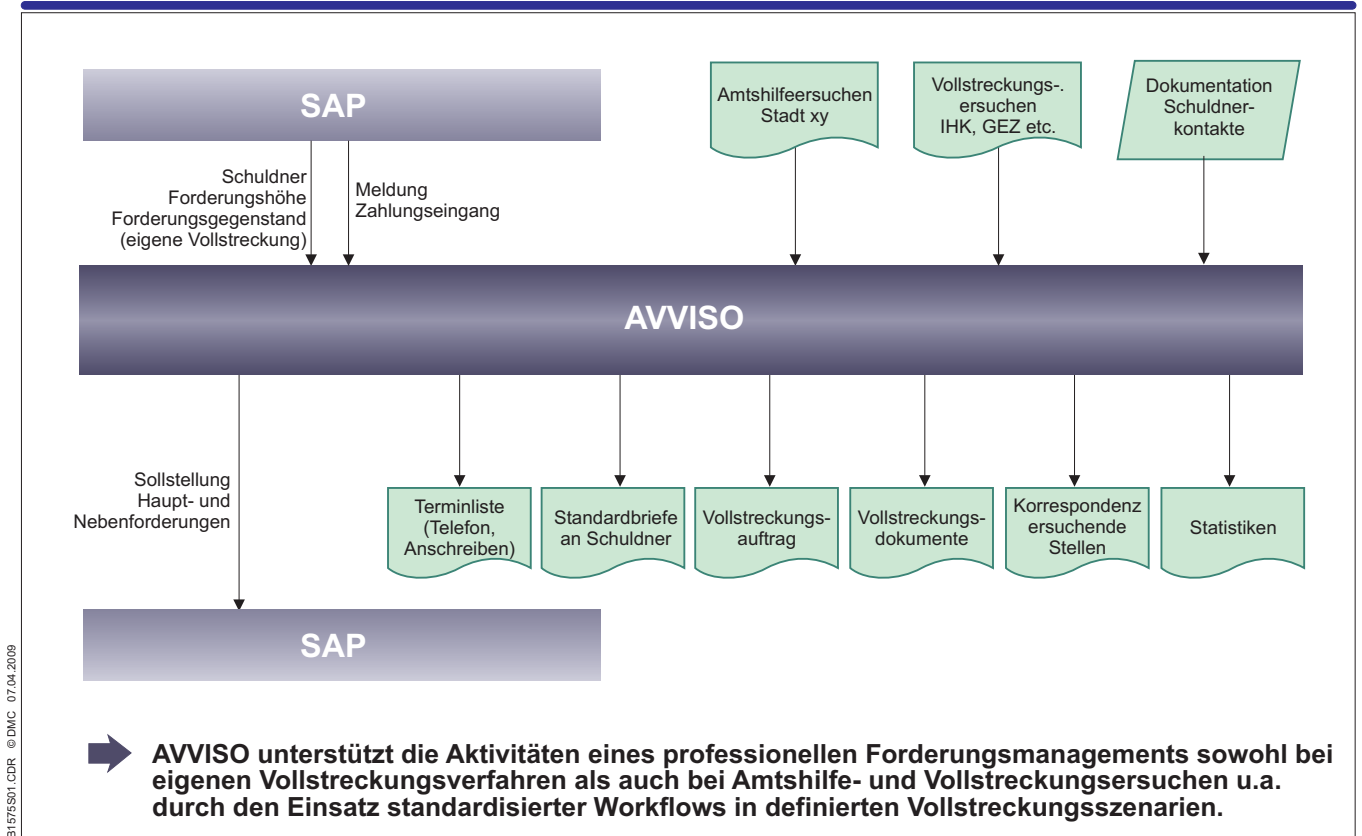 SAP
Amtshilfeersuchen
Stadt xy
Vollstreckungs-.
ersuchen
IHK, GEZ etc.
Dokumentation
Schuldner-
kontakte
Schuldner
Forderungshöhe
Forderungsgegenstand
(eigene Vollstreckung)
Meldung
Zahlungseingang
AVVISO
Sollstellung
Haupt- und
Nebenforderungen
Terminliste
(Telefon,
Anschreiben)
Standardbriefe
an Schuldner
Vollstreckungs-
auftrag
Vollstreckungs-
dokumente
Korrespondenz
ersuchende
Stellen
Statistiken
SAP
AVVISO unterstützt die Aktivitäten eines professionellen Forderungsmanagements sowohl bei
eigenen Vollstreckungsverfahren als auch bei Amtshilfe- und Vollstreckungsersuchen u.a.
durch den Einsatz standardisierter Workflows in definierten Vollstreckungsszenarien.
31575S01.CDR © DMC 07.04.2009